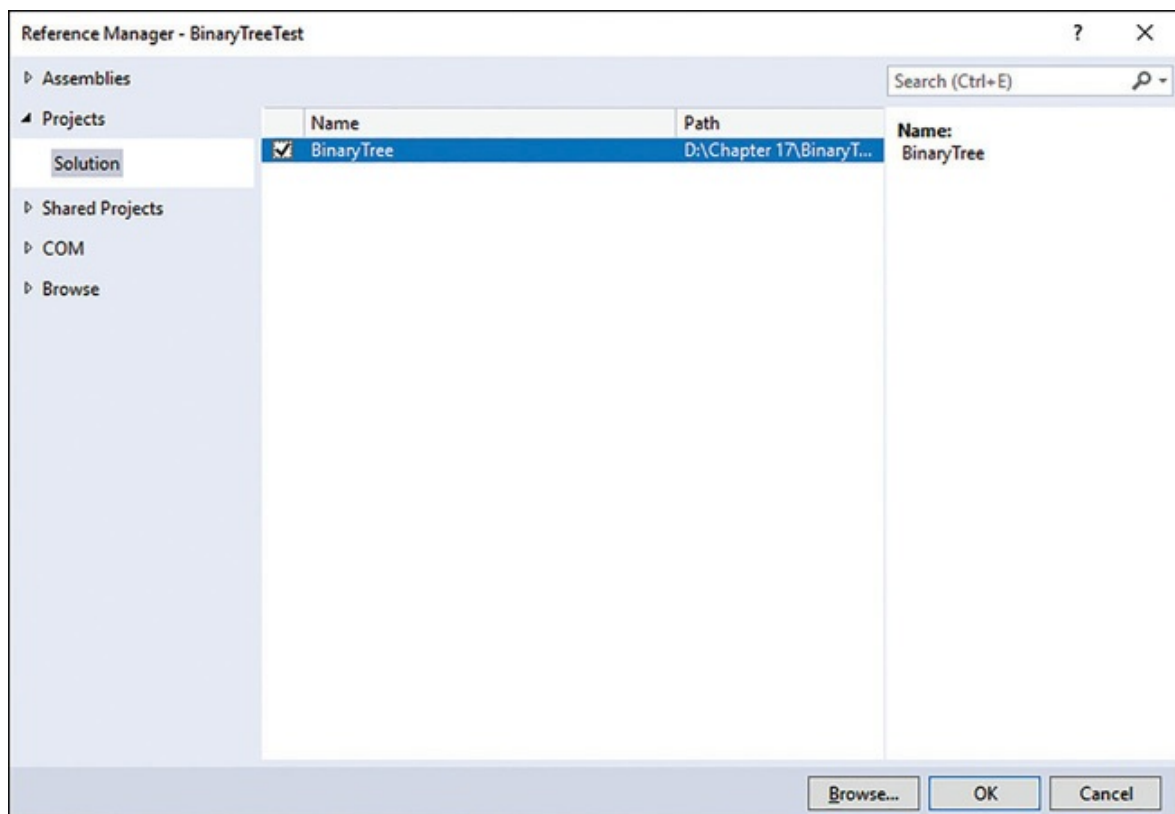 Reference Manager - BinaryTreeTest
?
Assemblies
Search (Ctrl+E)
Projects
Solution
Shared Projects
COM
Browse
Name Path
BinaryTree D:\Chapter 17\BinaryT...
Name:
BinaryTree
Browse... OK Cancel